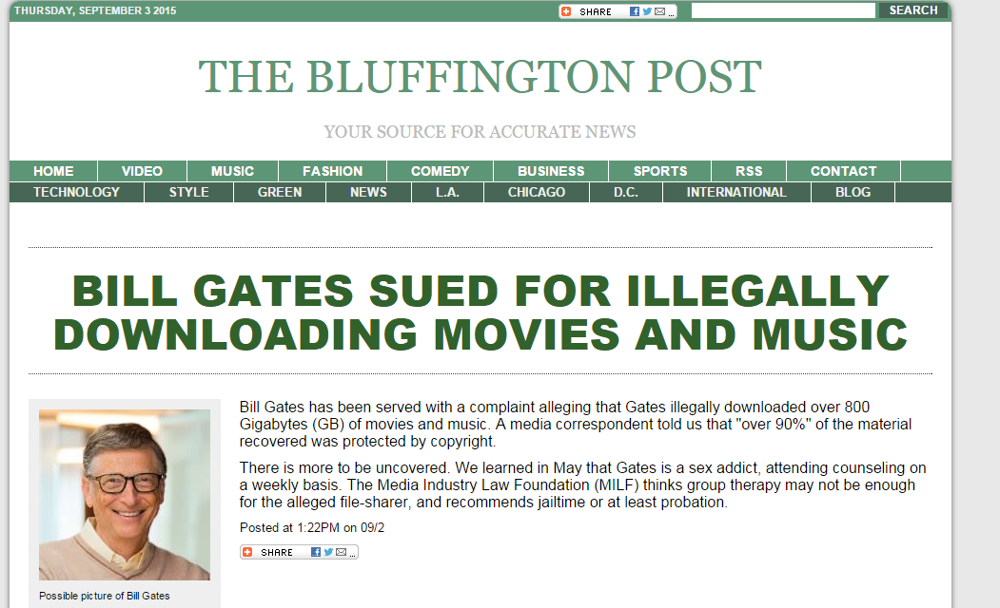 THURSDAY, SEPTEMBER 3 2015
SHARE ...
SEARCH
THE BLUFFINGTON POST
YOUR SOURCE FOR ACCURATE NEWS
HOME VIDEO MUSIC FASHION COMEDY BUSINESS SPORTS RSS CONTACT
TECHNOLOGY STYLE GREEN NEWS L.A. CHICAGO D.C. INTERNATIONAL BLOG
BILL GATES SUED FOR ILLEGALLY
DOWNLOADING MOVIES AND MUSIC
Bill Gates has been served with a complaint alleging that Gates illegally downloaded over 800
Gigabytes (GB) of movies and music. A media correspondent told us that "over 90%" of the material
recovered was protected by copyright.
There is more to be uncovered. We learned in May that Gates is a sex addict, attending counseling on
a weekly basis. The Media Industry Law Foundation (MILF) thinks group therapy may not be enough
for the alleged file-sharer, and recommends jailtime or at least probation.
Posted at 1:22PM on 09/2
SHARE ...
Possible picture of Bill Gates